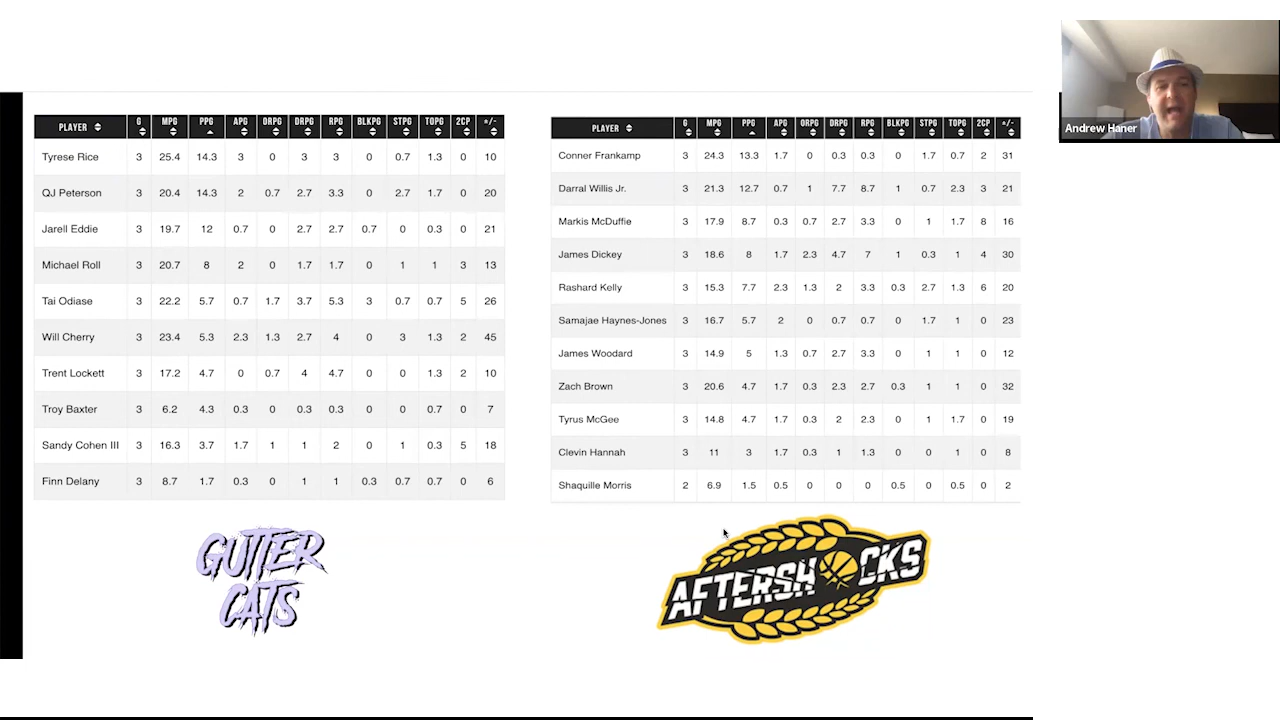 PLAYER G MPG PPG APG ORPG DRPG RPG BLKPG STPG TOPG 2CP +/-
Tyrese Rice 3 25.4 14.3 3 0 3 3 0 0.7 1.3 0 10
QJ Peterson 3 20.4 14.3 2 0.7 2.7 3.3 0 2.7 1.7 0 20
Jarell Eddie 3 19.7 12 0.7 0 2.7 2.7 0.7 0 0.3 0 21
Michael Roll 3 20.7 8 2 0 1.7 1.7 0 1 1 3 13
Tai Odiase 3 22.2 5.7 0.7 1.7 3.7 5.3 3 0.7 0.7 5 26
Will Cherry 3 23.4 5.3 2.3 1.3 2.7 4 0 3 1.3 2 45
Trent Lockett 3 17.2 4.7 0 0.7 4 4.7 0 0 1.3 2 10
Troy Baxter 3 6.2 4.3 0.3 0 0.3 0.3 0 0 0.7 0 7
Sandy Cohen III 3 16.3 3.7 1.7 1 1 2 0 1 0.3 5 18
Finn Delany 3 8.7 1.7 0.3 0 1 1 0.3 0.7 0.7 0 6
GUTTER
CATS
PLAYER G MPG PPG APG ORPG DRPG RPG BLKPG STPG TOPG 2CP +/-
Conner Frankamp 3 24.3 13.3 1.7 0 0.3 0.3 0 1.7 0.7 2 31
Darral Willis Jr. 3 21.3 12.7 0.7 1 7.7 8.7 1 0.7 2.3 3 21
Markis McDuffie 3 17.9 8.7 0.3 0.7 2.7 3.3 0 1 1.7 8 16
James Dickey 3 18.6 8 1.7 2.3 4.7 7 1 0.3 1 4 30
Rashard Kelly 3 15.3 7.7 2.3 1.3 2 3.3 0.3 2.7 1.3 6 20
Samajae Haynes-Jones 3 16.7 5.7 2 0 0.7 0.7 0 1.7 1 0 23
James Woodard 3 14.9 5 1.3 0.7 2.7 3.3 0 1 1 0 12
Zach Brown 3 20.6 4.7 1.7 0.3 2.3 2.7 0.3 1 1 0 32
Tyrus McGee 3 14.8 4.7 1.7 0.3 2 2.3 0 1 1.7 0 19
Clevin Hannah 3 11 3 1.7 0.3 1 1.3 0 0 1 0 8
Shaquille Morris 2 6.9 1.5 0.5 0 0 0 0.5 0 0.5 0 2
AFTERSHOCKS
Andrew Haner